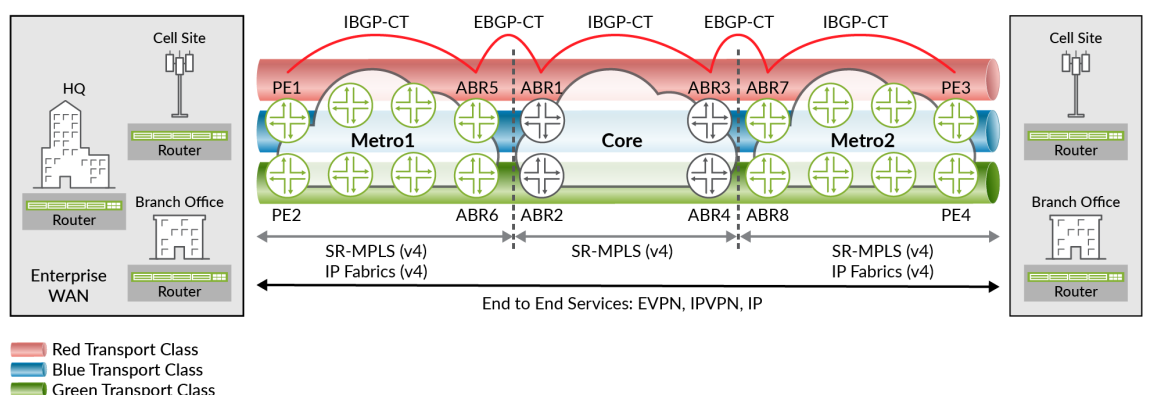 IBGP-CT EBGP-CT IBGP-CT EBGP-CT IBGP-CT
Cell Site
HQ
Router
Router
Branch Office
Enterprise
WAN
Router
PE1 ABR5 ABR1 ABR3 ABR7 PE3
Metro1 Core Metro2
PE2 ABR6 ABR2 ABR4 ABR8 PE4
SR-MPLS (v4) SR-MPLS (v4) SR-MPLS (v4)
IP Fabrics (v4) IP Fabrics (v4)
End to End Services: EVPN, IPVPN, IP
Cell Site
Router
Branch Office
Router
Red Transport Class
Blue Transport Class
Green Transport Class